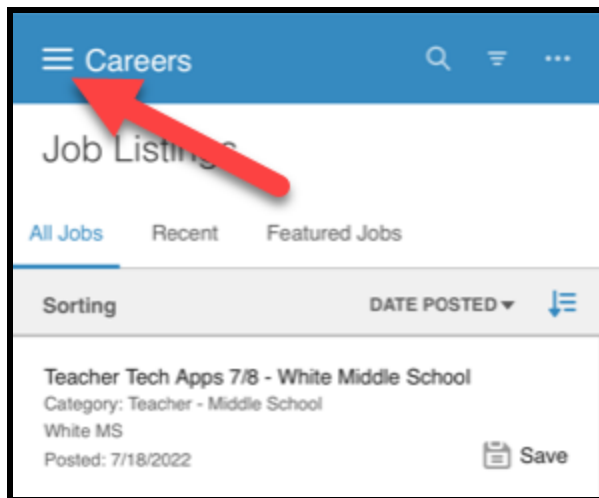 Careers
Job Listings
All Jobs Recent Featured Jobs
Sorting DATE POSTED
Teacher Tech Apps 7/8 - White Middle School
Category: Teacher - Middle School
White MS
Posted: 7/18/2022 Save